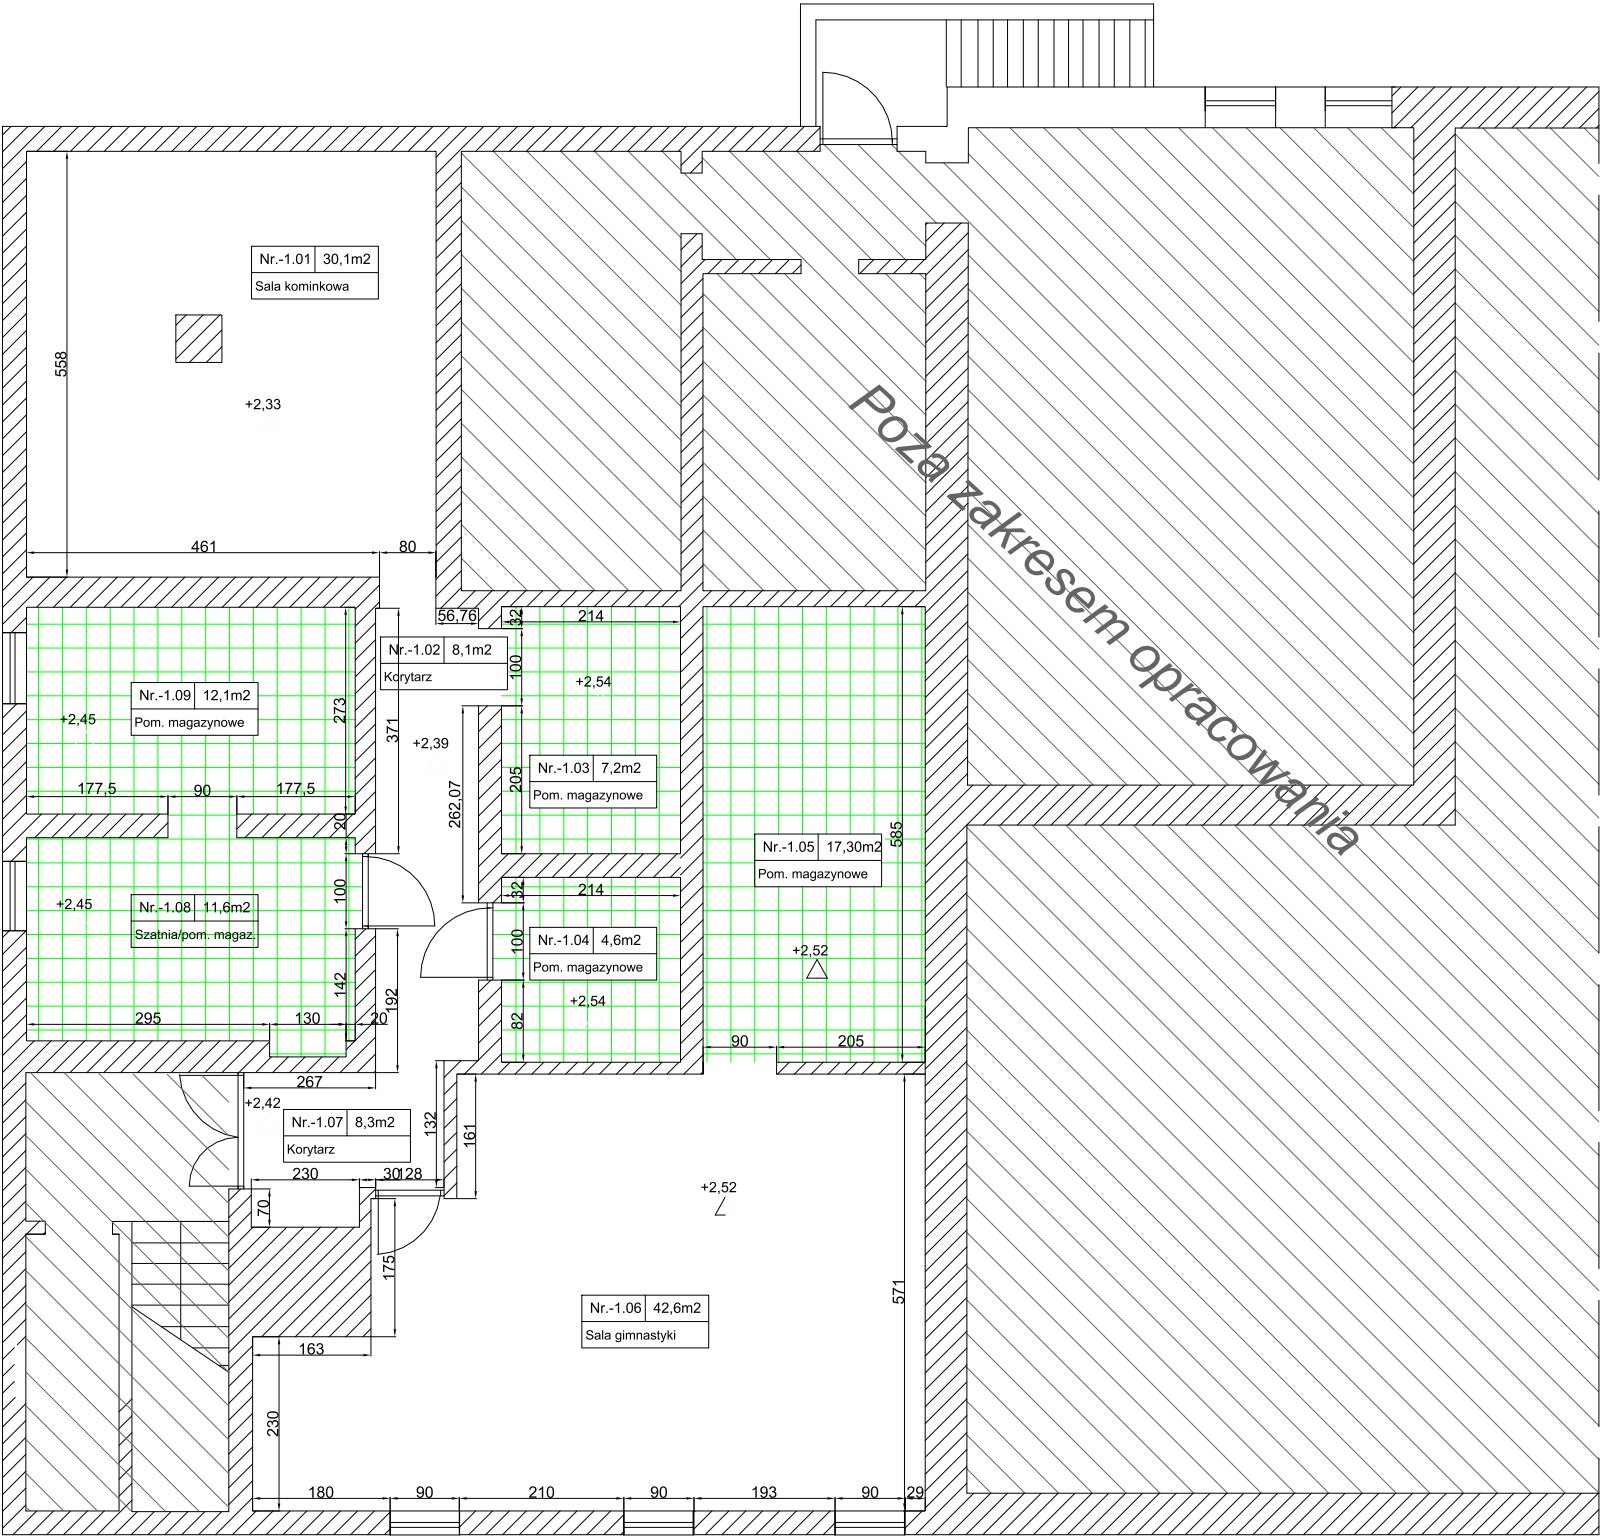 Nr.-1.01 30,1m2
Sala kominkowa
558
+2,33
Poza zakresem opracowania
461
80
56,76
32
214
Nr.-1.02 8,1m2
Korytarz
100
+2,54
Nr.-1.09 12,1m2
Pom. magazynowe
+2,45
273
371
+2,39
Nr.-1.03 7,2m2
Pom. magazynowe
205
262,07
177,5
90
177,5
20
585
Nr.-1.05 17,30m2
Pom. magazynowe
100
32
214
+2,45
Nr.-1.08 11,6m2
Szatnia/pom. magaz.
100
Nr.-1.04 4,6m2
Pom. magazynowe
+2,52
142
192
+2,54
82
295
130
20
90
205
267
+2,42
Nr.-1.07 8,3m2
Korytarz
132
161
230
30
128
70
+2,52
175
571
Nr.-1.06 42,6m2
Sala gimnastyki
163
230
180
90
210
90
193
90
29